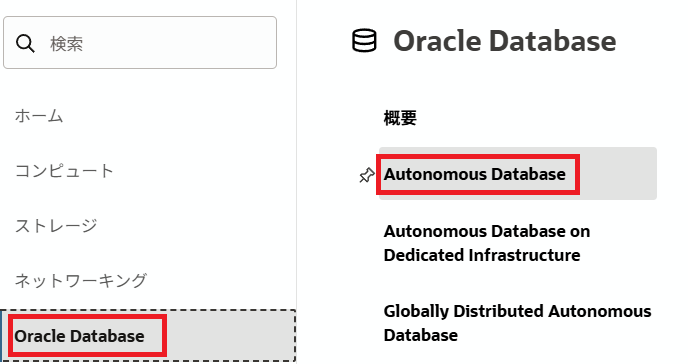 検索
ホーム
コンピュート
ストレージ
ネットワーキング
Oracle Database
Oracle Database
概要
Autonomous Database
Autonomous Database on
Dedicated Infrastructure
Globally Distributed Autonomous
Database